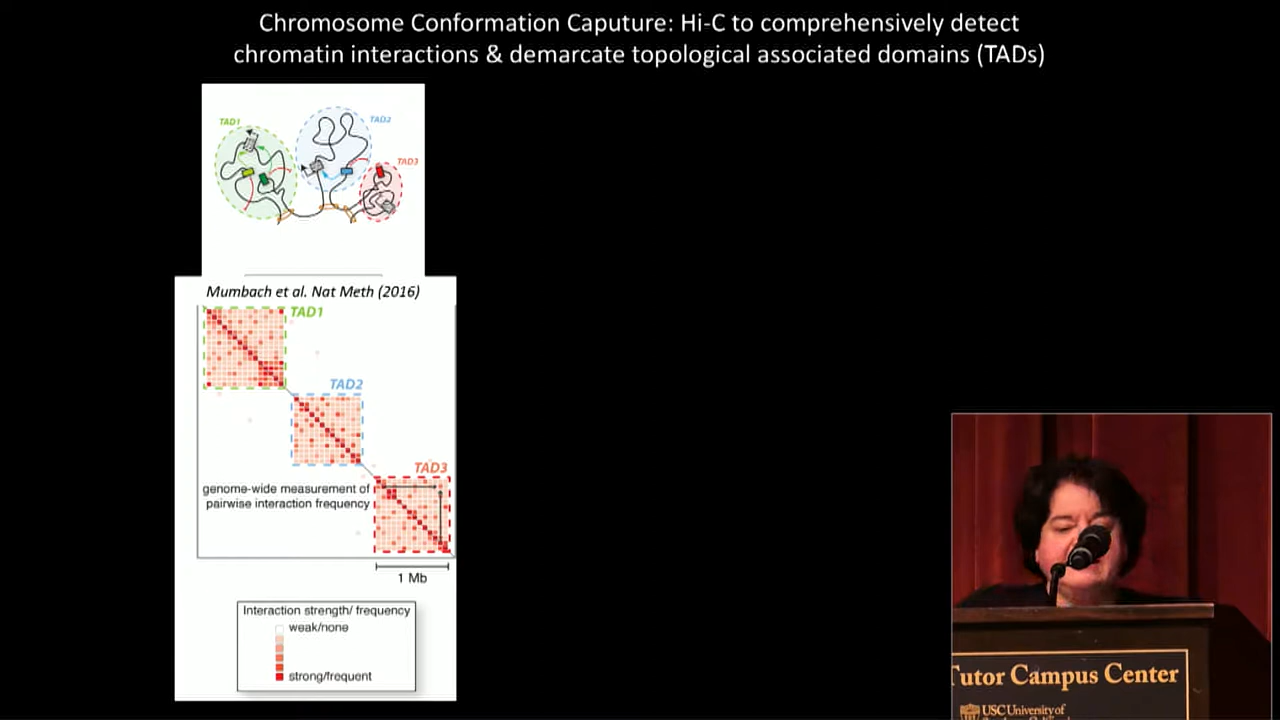 Chromosome Conformation Caputure: Hi-C to comprehensively detect
chromatin interactions & demarcate topological associated domains (TADs)
TAD1
TAD2
TAD3
Mumbach et al. Nat Meth (2016)
TAD1
TAD2
TAD3
genome-wide measurement of
pairwise interaction frequency
1 Mb
Interaction strength/ frequency
weak/none
strong/frequent
Tutor Campus Center
USC University of